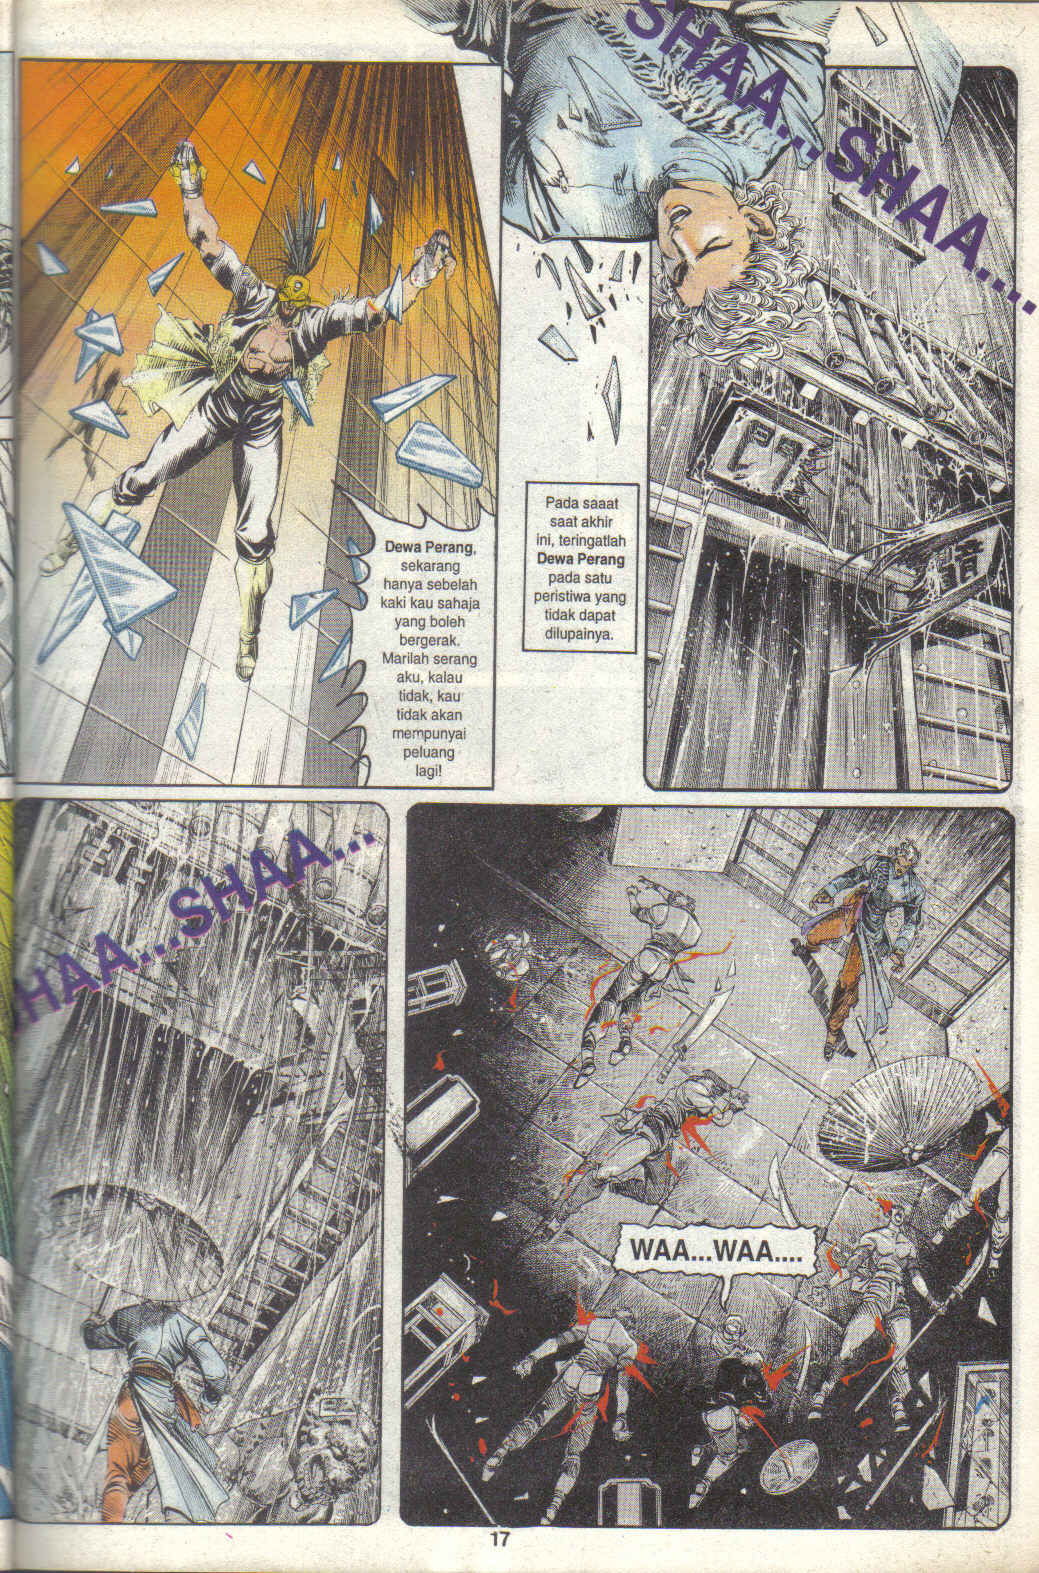 SHAA...SHAA....
Dewa Perang,
sekarang
hanya sebelah
kaki kau sahaja
yang boleh
bergerak.
Marilah serang
aku, kalau
tidak, kau
tidak akan
mempunyai
peluang
lagi!
Pada saaat
saat akhir
ini, teringatlah
Dewa Perang
pada satu
peristiwa yang
tidak dapat
dilupainya.
SHAA...SHAA...
WAA...WAA....
17